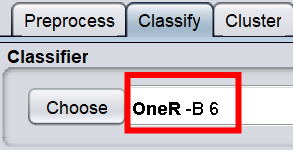 Preprocess Classify Cluster
Classifier
Choose OneR -B 6